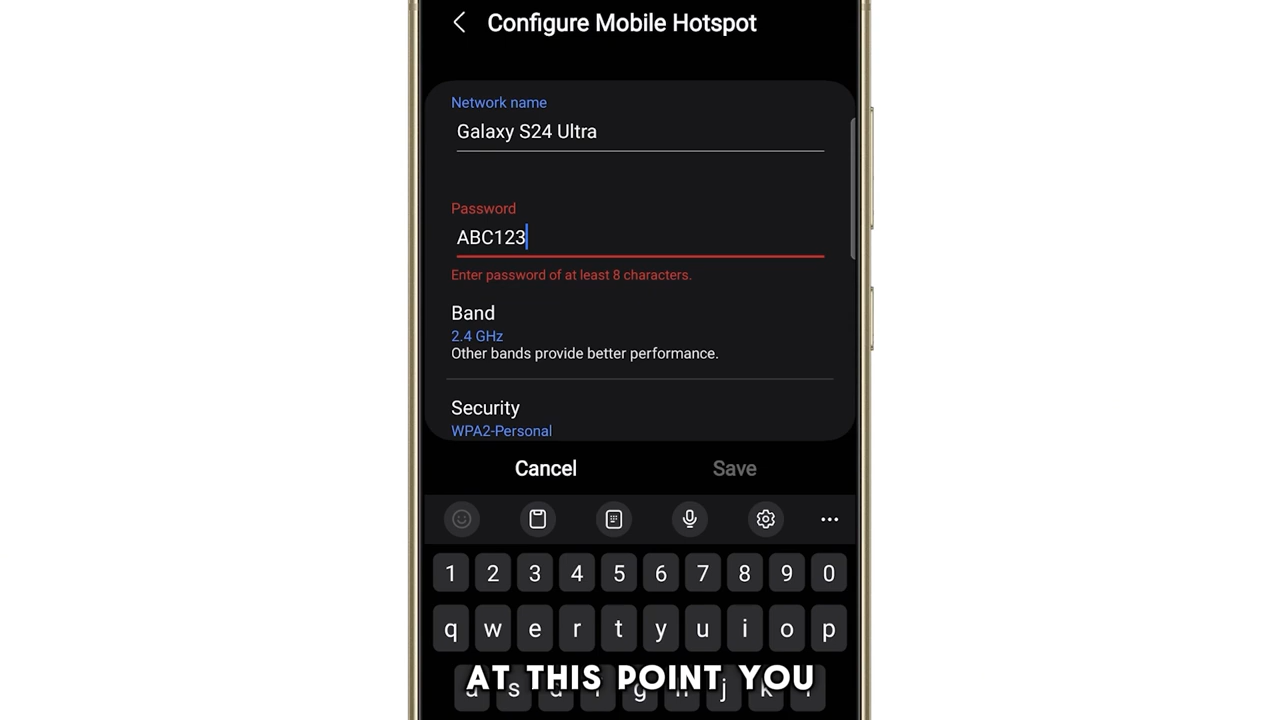 Configure Mobile Hotspot
Network name
Galaxy S24 Ultra
Password
ABC123
Enter password of at least 8 characters.
Band
2.4 GHz
Other bands provide better performance.
Security
WPA2-Personal
Cancel Save
1 2 3 4 5 6 7 8 9 0
q w e r t y u i o p
AT THIS POINT YOU